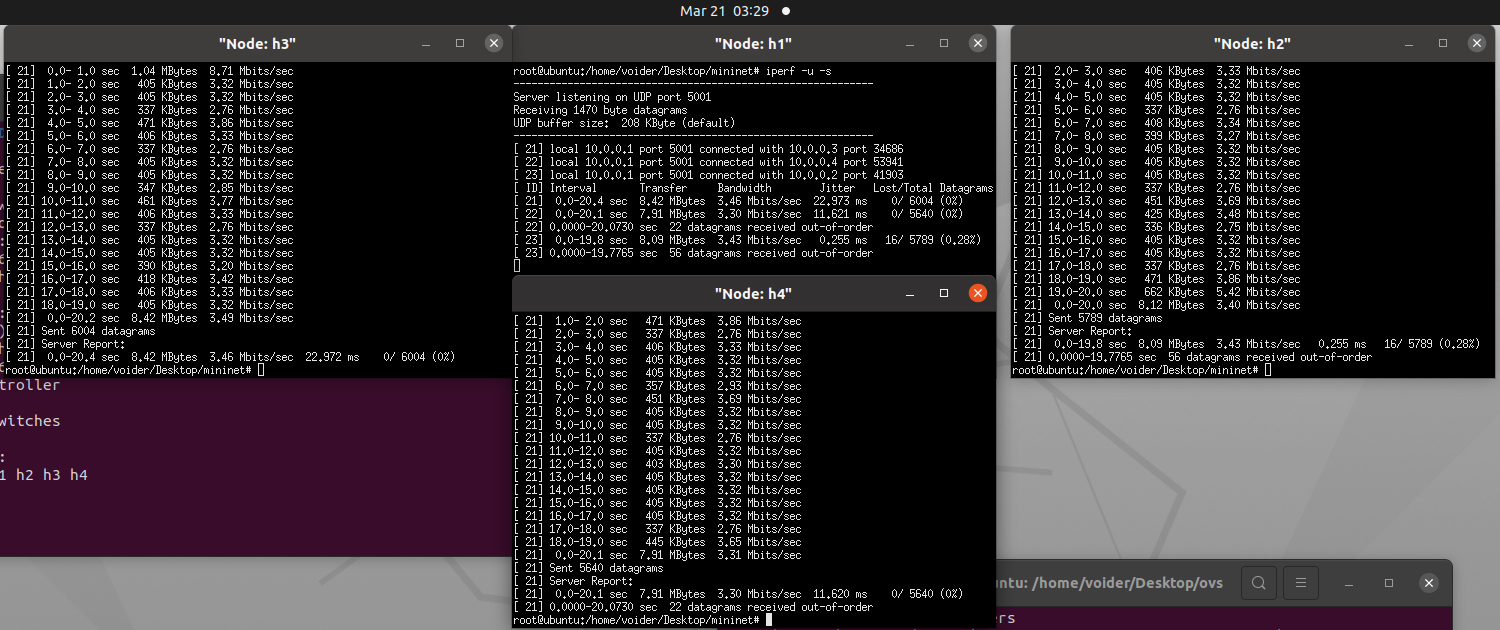 Mar 21 03:29
"Node: h3"
[ 21] 0.0- 1.0 sec 1.04 MBytes 8.71 Mbits/sec
[ 21] 1.0- 2.0 sec 405 KBytes 3.32 Mbits/sec
[ 21] 2.0- 3.0 sec 405 KBytes 3.32 Mbits/sec
[ 21] 3.0- 4.0 sec 337 KBytes 2.76 Mbits/sec
[ 21] 4.0- 5.0 sec 471 KBytes 3.86 Mbits/sec
[ 21] 5.0- 6.0 sec 406 KBytes 3.33 Mbits/sec
[ 21] 6.0- 7.0 sec 337 KBytes 2.76 Mbits/sec
[ 21] 7.0- 8.0 sec 405 KBytes 3.32 Mbits/sec
[ 21] 8.0- 9.0 sec 405 KBytes 3.32 Mbits/sec
[ 21] 9.0-10.0 sec 347 KBytes 2.85 Mbits/sec
[ 21] 10.0-11.0 sec 461 KBytes 3.77 Mbits/sec
[ 21] 11.0-12.0 sec 406 KBytes 3.33 Mbits/sec
[ 21] 12.0-13.0 sec 337 KBytes 2.76 Mbits/sec
[ 21] 13.0-14.0 sec 405 KBytes 3.32 Mbits/sec
[ 21] 14.0-15.0 sec 405 KBytes 3.32 Mbits/sec
[ 21] 15.0-16.0 sec 390 KBytes 3.20 Mbits/sec
[ 21] 16.0-17.0 sec 418 KBytes 3.42 Mbits/sec
[ 21] 17.0-18.0 sec 406 KBytes 3.33 Mbits/sec
[ 21] 18.0-19.0 sec 405 KBytes 3.32 Mbits/sec
[ 21] 0.0-20.2 sec 8.42 MBytes 3.49 Mbits/sec
[ 21] Sent 6004 datagrams
[ 21] Server Report:
[ 21] 0.0-20.4 sec 8.42 MBytes 3.46 Mbits/sec 22.972 ms 0/ 6004 (0%)
root@ubuntu:/home/voider/Desktop/mininet#
"Node: h1"
root@ubuntu:/home/voider/Desktop/mininet# iperf -u -s
------------------------------------------------------------
Server listening on UDP port 5001
Receiving 1470 byte datagrams
UDP buffer size: 208 KByte (default)
------------------------------------------------------------
[ 21] local 10.0.0.1 port 5001 connected with 10.0.0.3 port 34686
[ 22] local 10.0.0.1 port 5001 connected with 10.0.0.4 port 53941
[ 23] local 10.0.0.1 port 5001 connected with 10.0.0.2 port 41903
[ ID] Interval Transfer Bandwidth Jitter Lost/Total Datagrams
[ 21] 0.0-20.4 sec 8.42 MBytes 3.46 Mbits/sec 22.973 ms 0/ 6004 (0%)
[ 22] 0.0-20.1 sec 7.91 MBytes 3.30 Mbits/sec 11.621 ms 0/ 5640 (0%)
[ 22] 0.0000-20.0730 sec 22 datagrams received out-of-order
[ 23] 0.0-19.8 sec 8.09 MBytes 3.43 Mbits/sec 0.255 ms 16/ 5789 (0.28%)
[ 23] 0.0000-19.7765 sec 56 datagrams received out-of-order
"Node: h2"
[ 21] 2.0- 3.0 sec 406 KBytes 3.33 Mbits/sec
[ 21] 3.0- 4.0 sec 405 KBytes 3.32 Mbits/sec
[ 21] 4.0- 5.0 sec 405 KBytes 3.32 Mbits/sec
[ 21] 5.0- 6.0 sec 337 KBytes 2.76 Mbits/sec
[ 21] 6.0- 7.0 sec 408 KBytes 3.34 Mbits/sec
[ 21] 7.0- 8.0 sec 399 KBytes 3.27 Mbits/sec
[ 21] 8.0- 9.0 sec 405 KBytes 3.32 Mbits/sec
[ 21] 9.0-10.0 sec 405 KBytes 3.32 Mbits/sec
[ 21] 10.0-11.0 sec 405 KBytes 3.32 Mbits/sec
[ 21] 11.0-12.0 sec 337 KBytes 2.76 Mbits/sec
[ 21] 12.0-13.0 sec 451 KBytes 3.69 Mbits/sec
[ 21] 13.0-14.0 sec 425 KBytes 3.48 Mbits/sec
[ 21] 14.0-15.0 sec 336 KBytes 2.75 Mbits/sec
[ 21] 15.0-16.0 sec 405 KBytes 3.32 Mbits/sec
[ 21] 16.0-17.0 sec 405 KBytes 3.32 Mbits/sec
[ 21] 17.0-18.0 sec 337 KBytes 2.76 Mbits/sec
[ 21] 18.0-19.0 sec 471 KBytes 3.86 Mbits/sec
[ 21] 19.0-20.0 sec 662 KBytes 5.42 Mbits/sec
[ 21] 0.0-20.0 sec 8.12 MBytes 3.40 Mbits/sec
[ 21] Sent 5789 datagrams
[ 21] Server Report:
[ 21] 0.0-19.8 sec 8.09 MBytes 3.43 Mbits/sec 0.255 ms 16/ 5789 (0.28%)
[ 21] 0.0000-19.7765 sec 56 datagrams received out-of-order
root@ubuntu:/home/voider/Desktop/mininet#
"Node: h4"
[ 21] 1.0- 2.0 sec 471 KBytes 3.86 Mbits/sec
[ 21] 2.0- 3.0 sec 337 KBytes 2.76 Mbits/sec
[ 21] 3.0- 4.0 sec 406 KBytes 3.33 Mbits/sec
[ 21] 4.0- 5.0 sec 405 KBytes 3.32 Mbits/sec
[ 21] 5.0- 6.0 sec 405 KBytes 3.32 Mbits/sec
[ 21] 6.0- 7.0 sec 357 KBytes 2.93 Mbits/sec
[ 21] 7.0- 8.0 sec 451 KBytes 3.69 Mbits/sec
[ 21] 8.0- 9.0 sec 405 KBytes 3.32 Mbits/sec
[ 21] 9.0-10.0 sec 405 KBytes 3.32 Mbits/sec
[ 21] 10.0-11.0 sec 337 KBytes 2.76 Mbits/sec
[ 21] 11.0-12.0 sec 405 KBytes 3.32 Mbits/sec
[ 21] 12.0-13.0 sec 403 KBytes 3.30 Mbits/sec
[ 21] 13.0-14.0 sec 405 KBytes 3.32 Mbits/sec
[ 21] 14.0-15.0 sec 405 KBytes 3.32 Mbits/sec
[ 21] 15.0-16.0 sec 405 KBytes 3.32 Mbits/sec
[ 21] 16.0-17.0 sec 405 KBytes 3.32 Mbits/sec
[ 21] 17.0-18.0 sec 337 KBytes 2.76 Mbits/sec
[ 21] 18.0-19.0 sec 445 KBytes 3.65 Mbits/sec
[ 21] 0.0-20.1 sec 7.91 MBytes 3.31 Mbits/sec
[ 21] Sent 5640 datagrams
[ 21] Server Report:
[ 21] 0.0-20.1 sec 7.91 MBytes 3.30 Mbits/sec 11.620 ms 0/ 5640 (0%)
[ 21] 0.0000-20.0730 sec 22 datagrams received out-of-order
root@ubuntu:/home/voider/Desktop/mininet#
troller
witches
:
1 h2 h3 h4
ntu: /home/voider/Desktop/ovs
ers